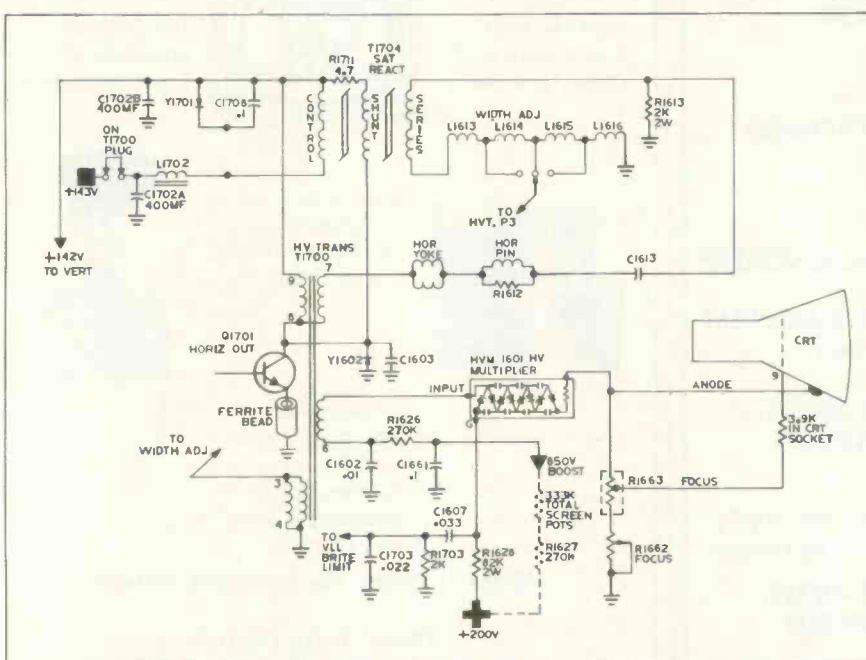 T1704
SAT
REACT
R1711
4.7
C1702B
400MF
Y1701
C1708
.1
CONTROL
SHUNT
SERIES
WIDTH ADJ
L1613
L1614
L1615
L1616
R1613
2K
2W
ON
T1700
PLUG
L1702
+143V
C1702A
400MF
TO
HVT, P3
+142V
TO VERT
HV TRANS
T1700
7
9
8
HOR
YOKE
HOR
PIN
R1612
C1613
Q1701
HORIZ OUT
Y1602
C1603
HVM 1601 HV
MULTIPLIER
CRT
9
INPUT
ANODE
FERRITE
BEAD
G
R1626
270K
3.9K
IN CRT
SOCKET
TO
WIDTH ADJ
6
C1602
.01
C1661
.1
850V
BOOST
R1663
FOCUS
3
4
333K
TOTAL
SCREEN
POTS
C1607
.033
TO
VLL
BRITE
LIMIT
C1703
.022
R1703
2K
R1628
82K
2W
R1627
270K
R1662
FOCUS
+200V